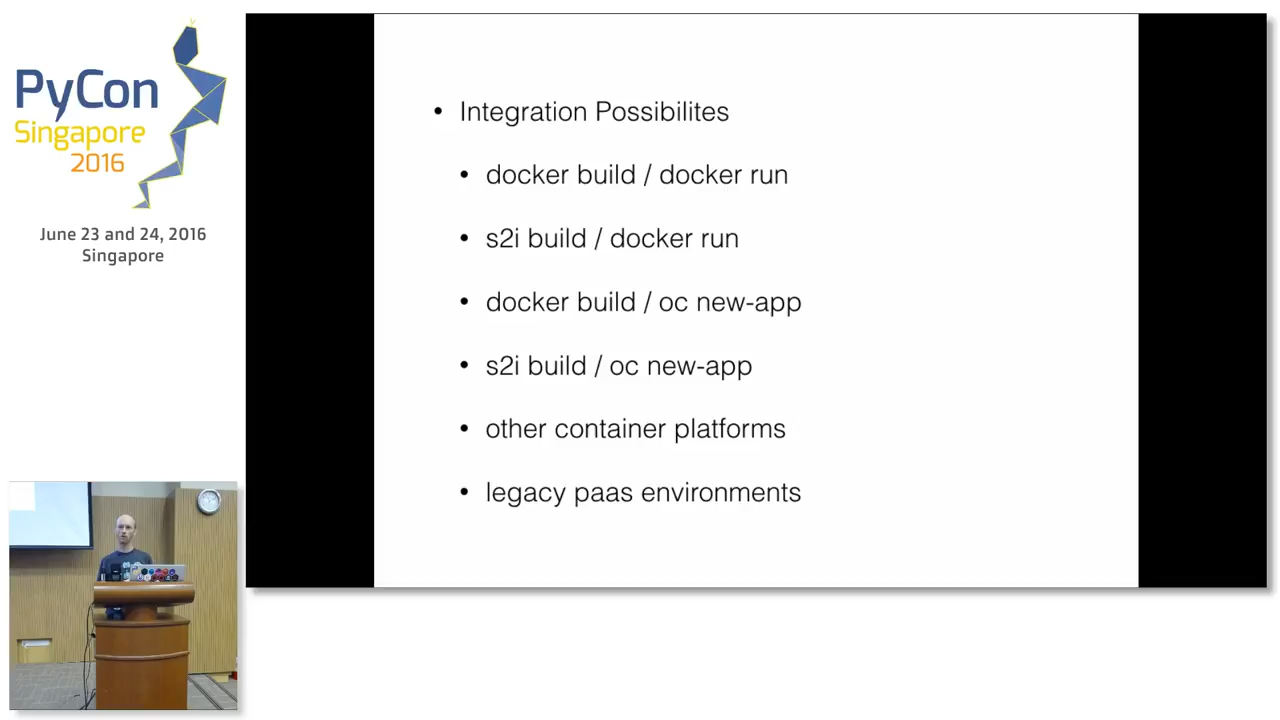 PyCon
Singapore
2016
June 23 and 24, 2016
Singapore
• Integration Possibilites
• docker build / docker run
• s2i build / docker run
• docker build / oc new-app
• s2i build / oc new-app
• other container platforms
• legacy paas environments